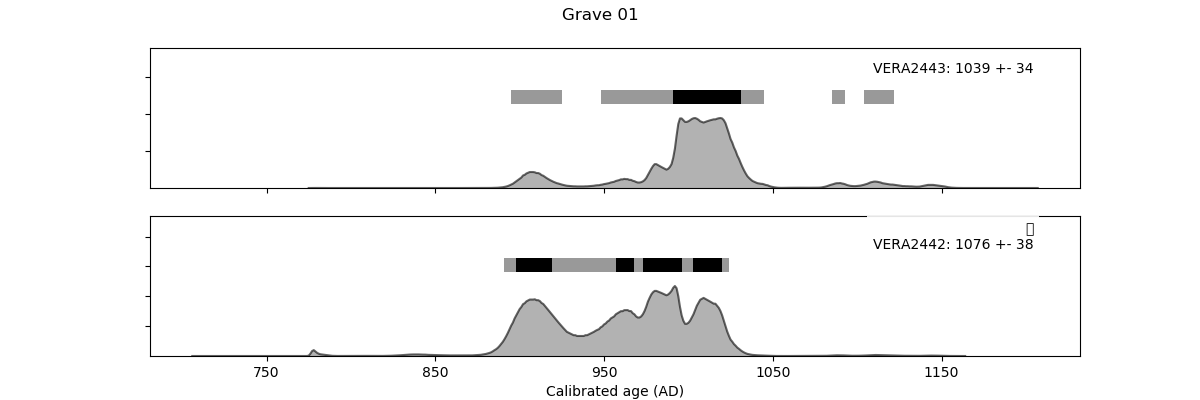 Grave 01
VERA2443: 1039 +- 34
VERA2442: 1076 +- 38
750 850 950 1050 1150
Calibrated age (AD)